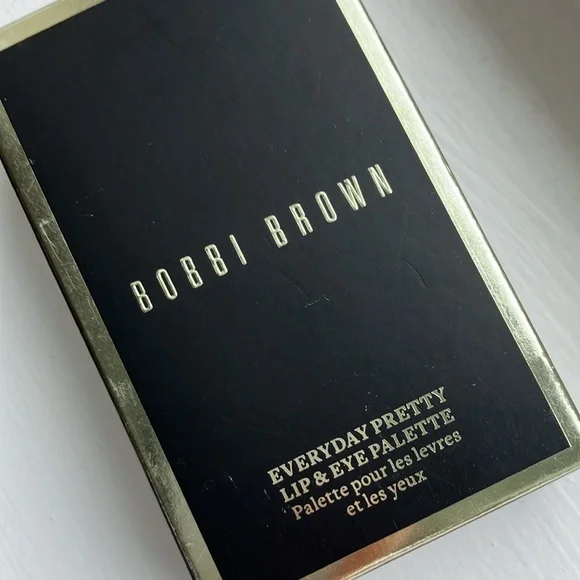 BOBBI BROWN
EVERYDAY PRETTY
LIP & EYE PALETTE
Palette pour les levres
et les yeux